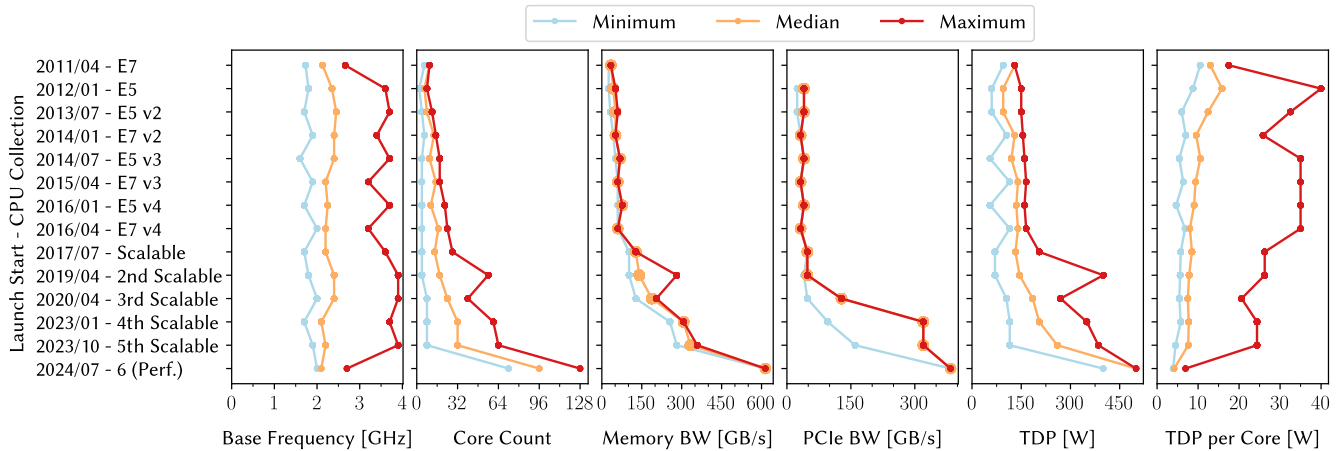 Minimum Median Maximum
Launch Start - CPU Collection
2011/04 - E7
2012/01 - E5
2013/07 - E5 v2
2014/01 - E7 v2
2014/07 - E5 v3
2015/04 - E7 v3
2016/01 - E5 v4
2016/04 - E7 v4
2017/07 - Scalable
2019/04 - 2nd Scalable
2020/04 - 3rd Scalable
2023/01 - 4th Scalable
2023/10 - 5th Scalable
2024/07 - 6 (Perf.)
0 1 2 3 4
Base Frequency [GHz]
0 32 64 96 128
Core Count
0 150 300 450 600
Memory BW [GB/s]
0 150 300
PCIe BW [GB/s]
0 150 300 450
TDP [W]
0 10 20 30 40
TDP per Core [W]